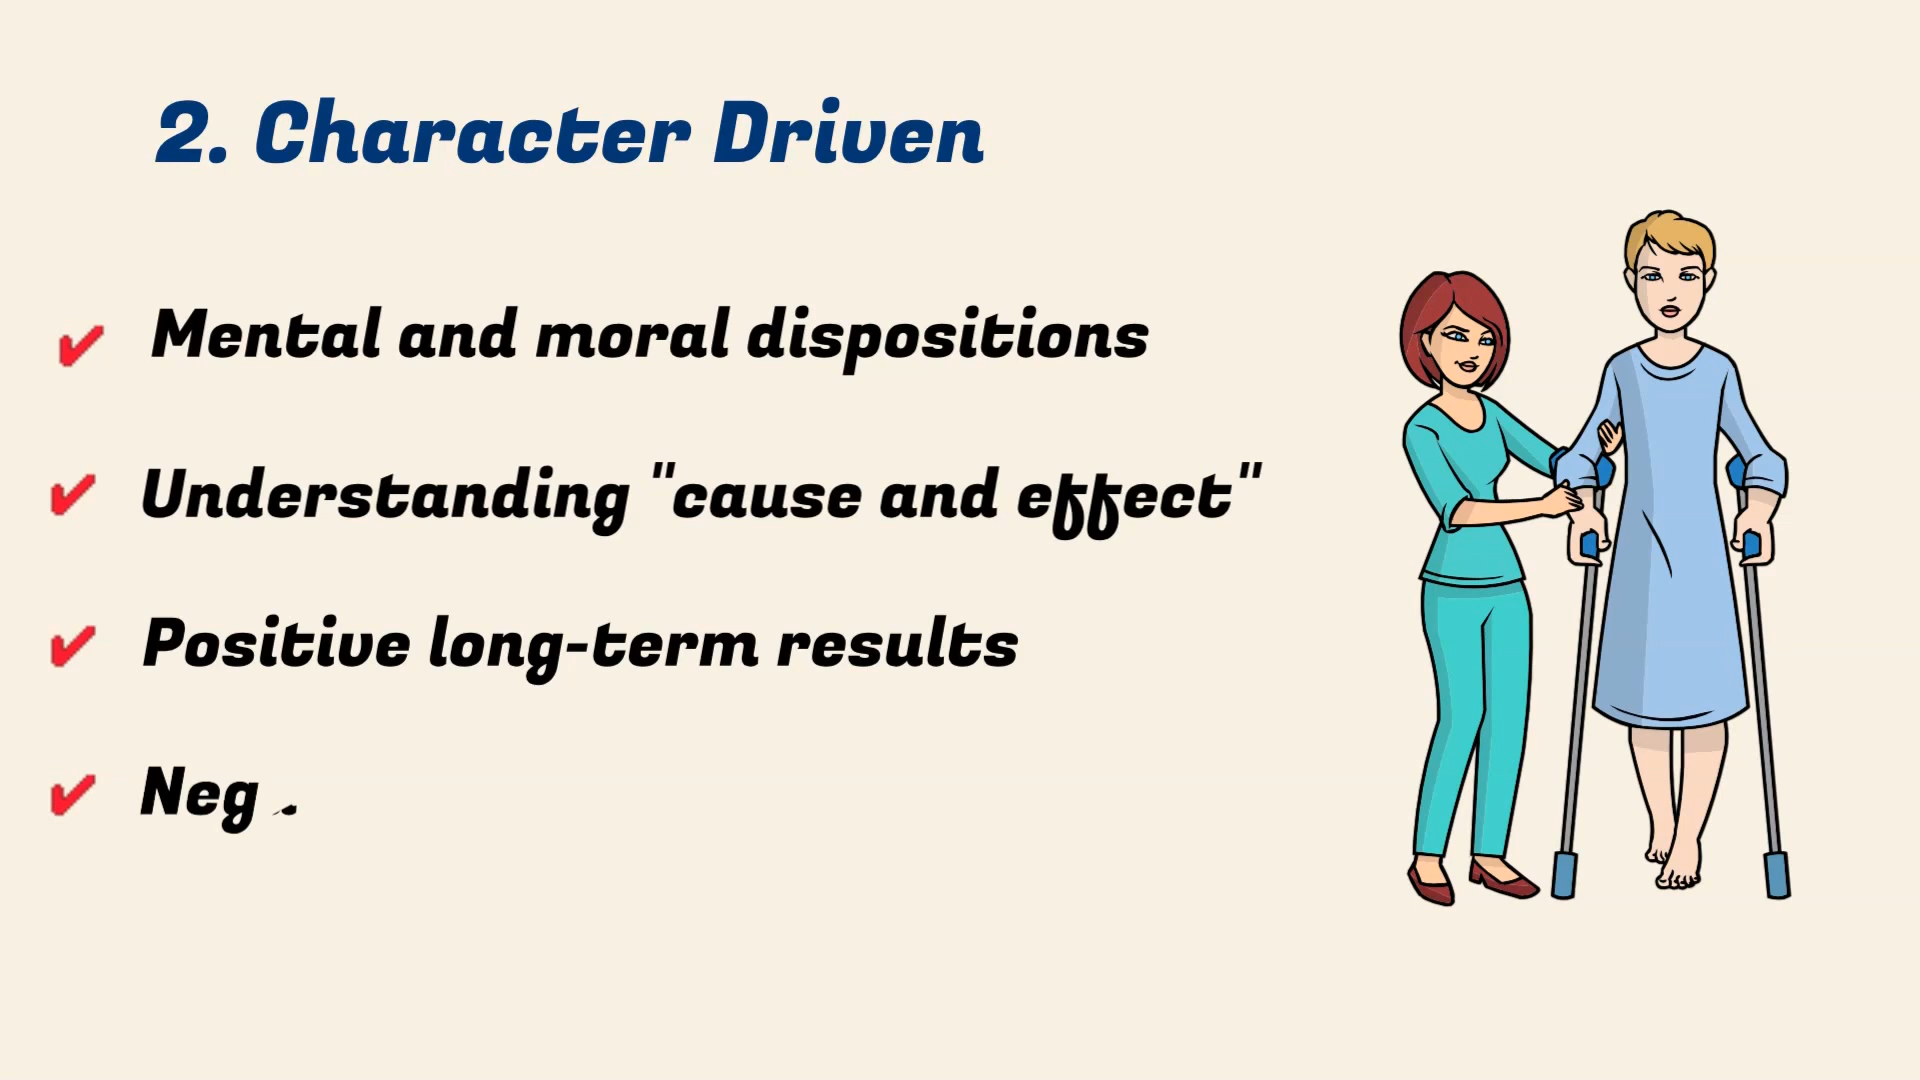 2. Character Driven
Mental and moral dispositions
Understanding "cause and effect"
Positive long-term results
Neg